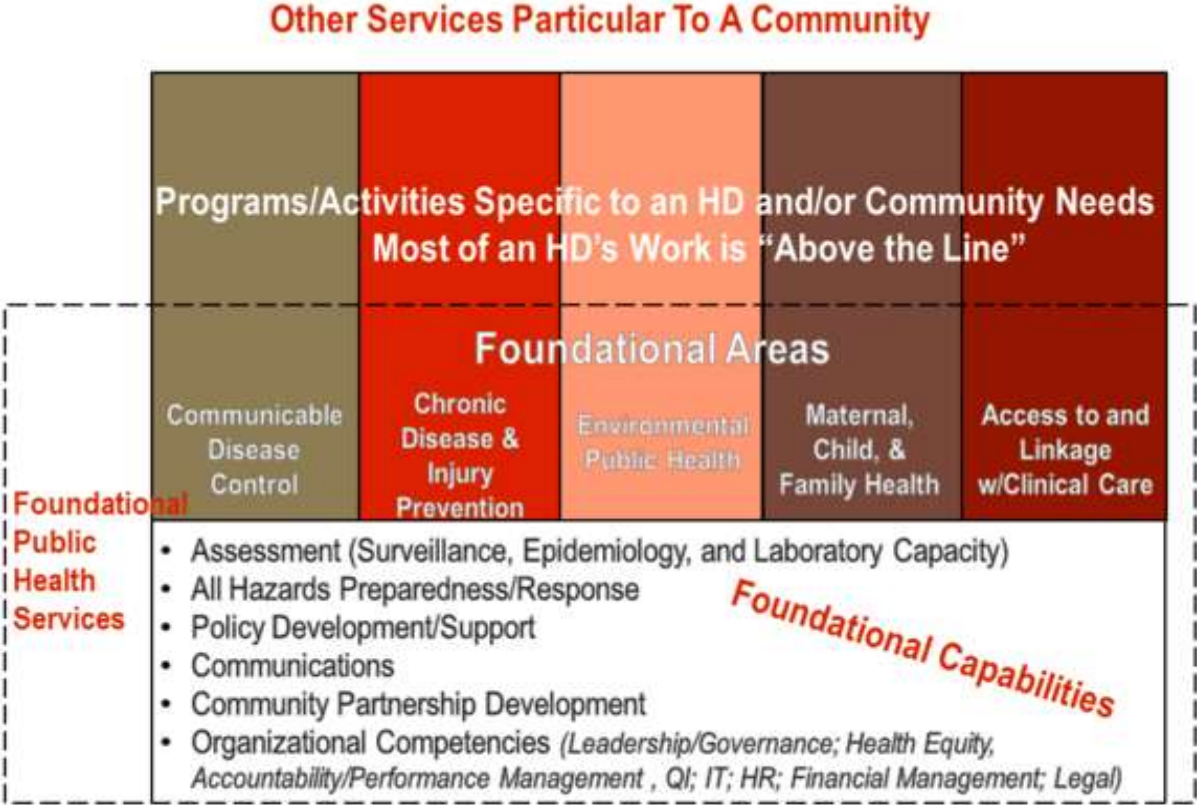 Other Services Particular To A Community
Programs/Activities Specific to an HD and/or Community Needs
Most of an HD's Work is “Above the Line”
Foundational Areas
Communicable
Disease
Control
Chronic
Disease &
Injury
Prevention
Environmental
Public Health
Maternal,
Child, &
Family Health
Access to and
Linkage
w/Clinical Care
Foundational
Public
Health
Services
• Assessment (Surveillance, Epidemiology, and Laboratory Capacity)
• All Hazards Preparedness/Response
• Policy Development/Support
• Communications
• Community Partnership Development
• Organizational Competencies (Leadership/Governance; Health Equity,
Accountability/Performance Management , QI; IT; HR; Financial Management; Legal)
Foundational Capabilities